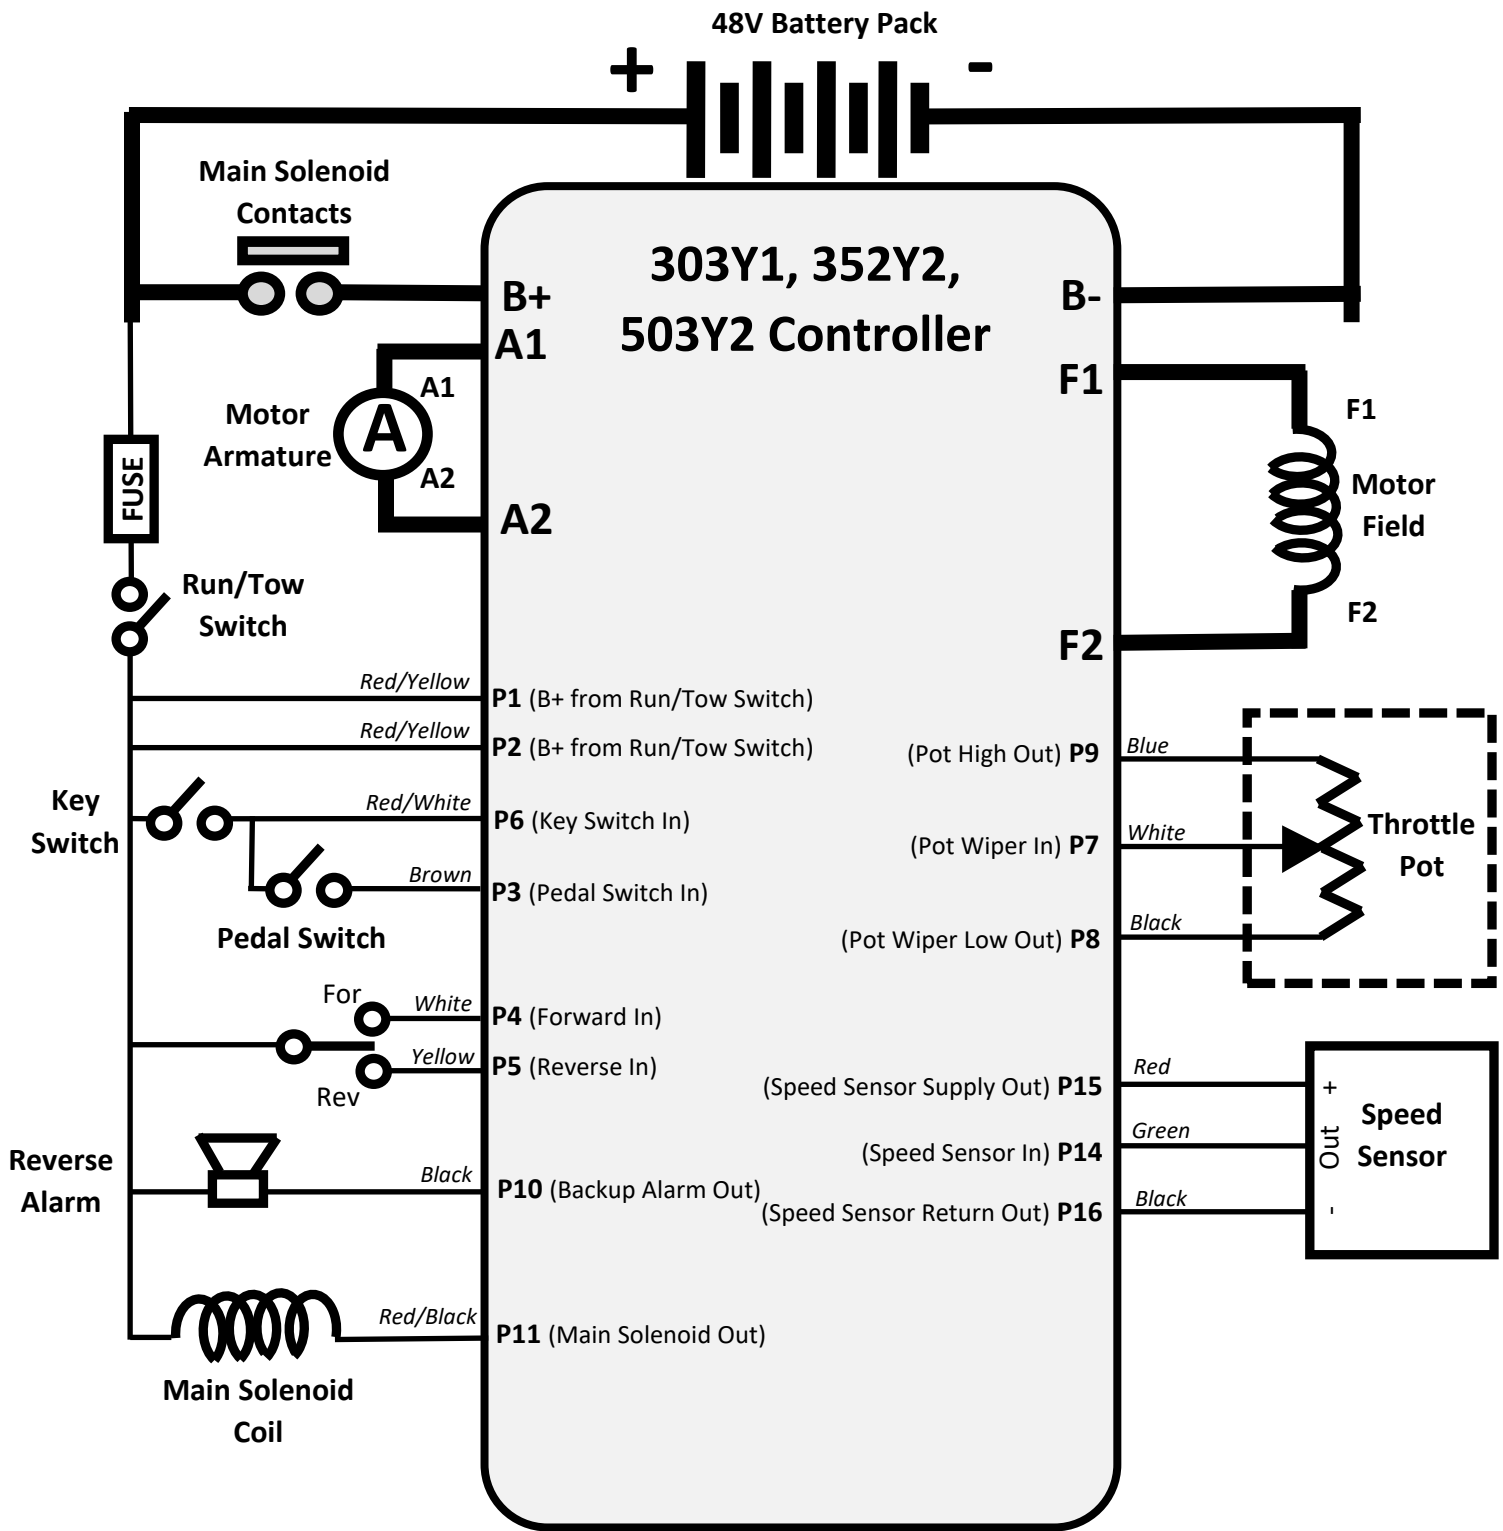 48V Battery Pack
+
-
Main Solenoid
Contacts
303Y1, 352Y2,
503Y2 Controller
B+
B-
A1
F1
A1
Motor
Armature
A
A2
A2
F1
Motor
Field
F2
F2
FUSE
Run/Tow
Switch
Red/Yellow
P1 (B+ from Run/Tow Switch)
Red/Yellow
P2 (B+ from Run/Tow Switch)
Key
Switch
Red/White
P6 (Key Switch In)
Brown
P3 (Pedal Switch In)
Pedal Switch
For
White
P4 (Forward In)
Yellow
P5 (Reverse In)
Rev
Reverse
Alarm
Black
P10 (Backup Alarm Out)
Red/Black
P11 (Main Solenoid Out)
Main Solenoid
Coil
(Pot High Out) P9
Blue
(Pot Wiper In) P7
White
(Pot Wiper Low Out) P8
Black
Throttle
Pot
(Speed Sensor Supply Out) P15
Red
(Speed Sensor In) P14
Green
(Speed Sensor Return Out) P16
Black
+
Out
-
Speed
Sensor